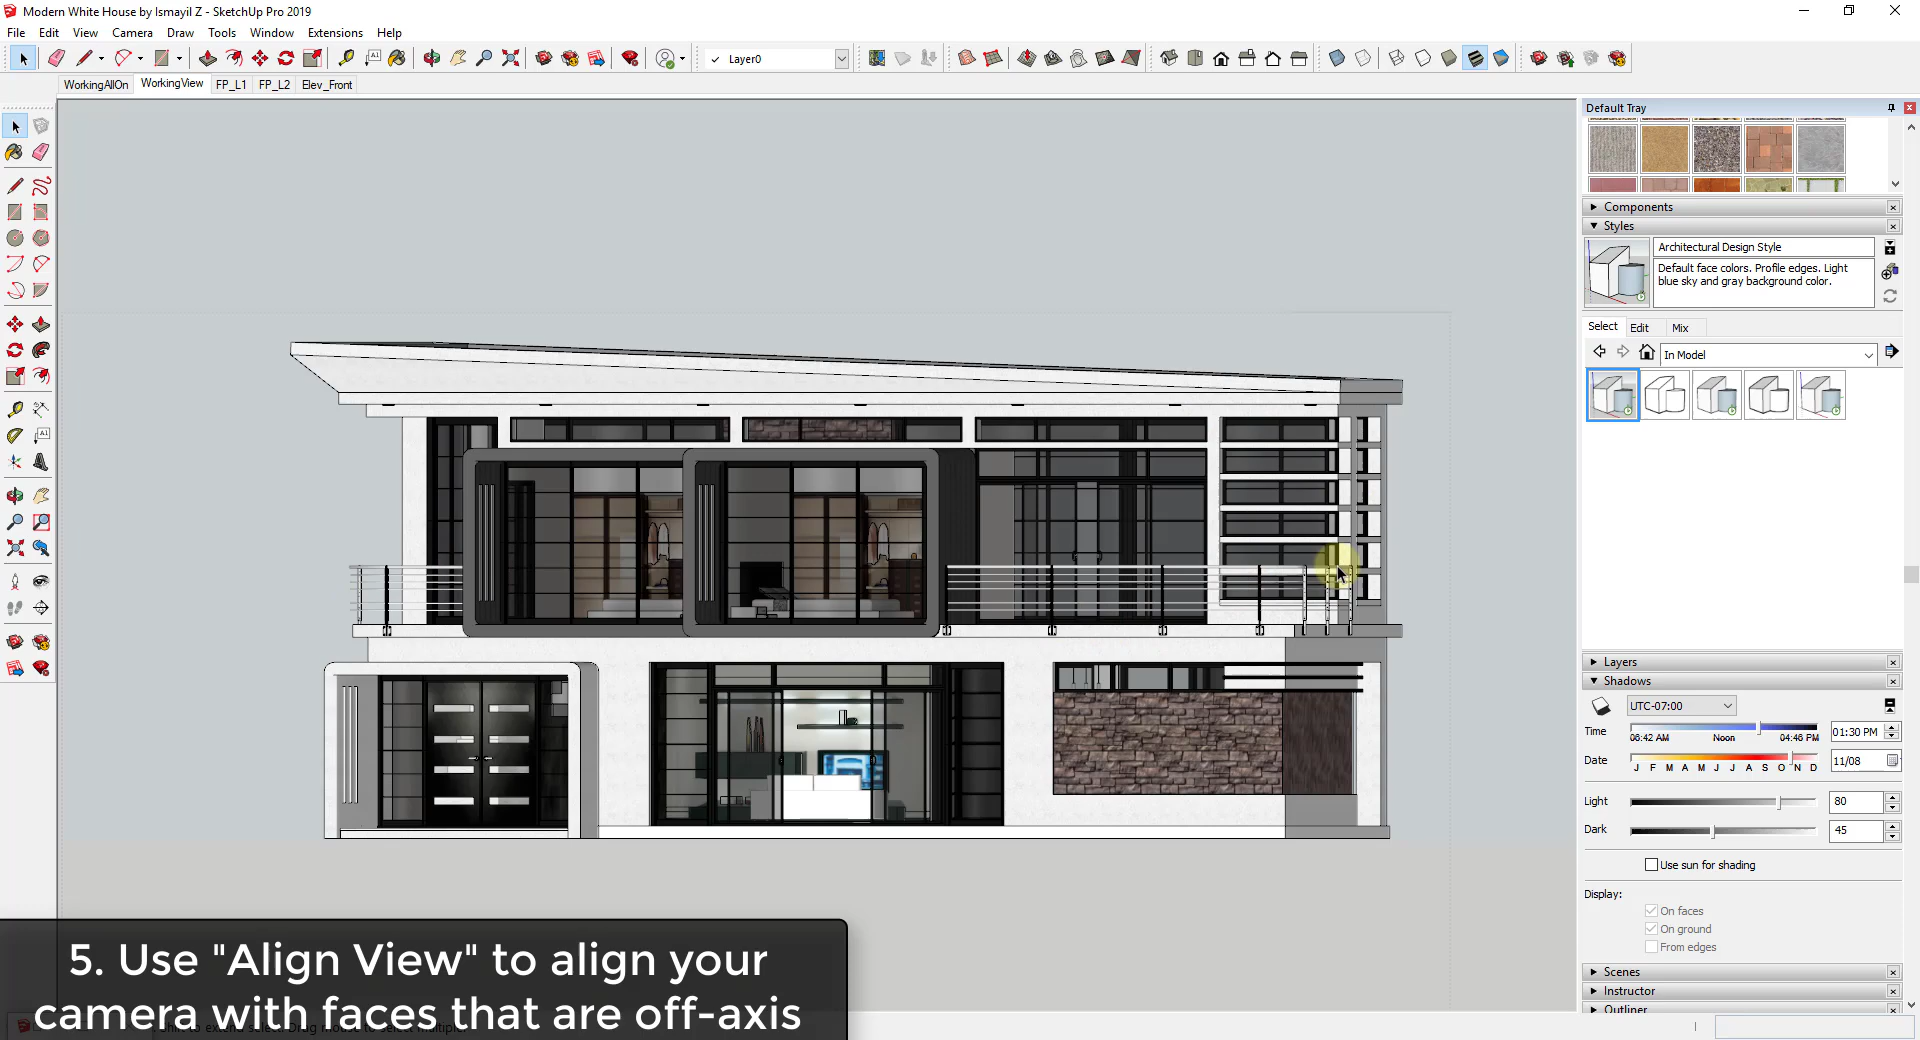 Modern White House by Ismayil Z - SketchUp Pro 2019
File Edit View Camera Draw Tools Window Extensions Help
Layer0
WorkingAllOn WorkingView FP_L1 FP_L2 Elev_Front
Default Tray
Components
Styles
Architectural Design Style
Default face colors. Profile edges. Light
blue sky and gray background color.
Select Edit Mix
In Model
Layers
Shadows
UTC-07:00
Time
06:42 AM Noon 04:46 PM
01:30 PM
Date
J F M A M J J A S O N D
11/08
Light 80
Dark 45
Use sun for shading
Display:
On faces
On ground
From edges
Scenes
Instructor
Outliner
5. Use "Align View" to align your
camera with faces that are off-axis